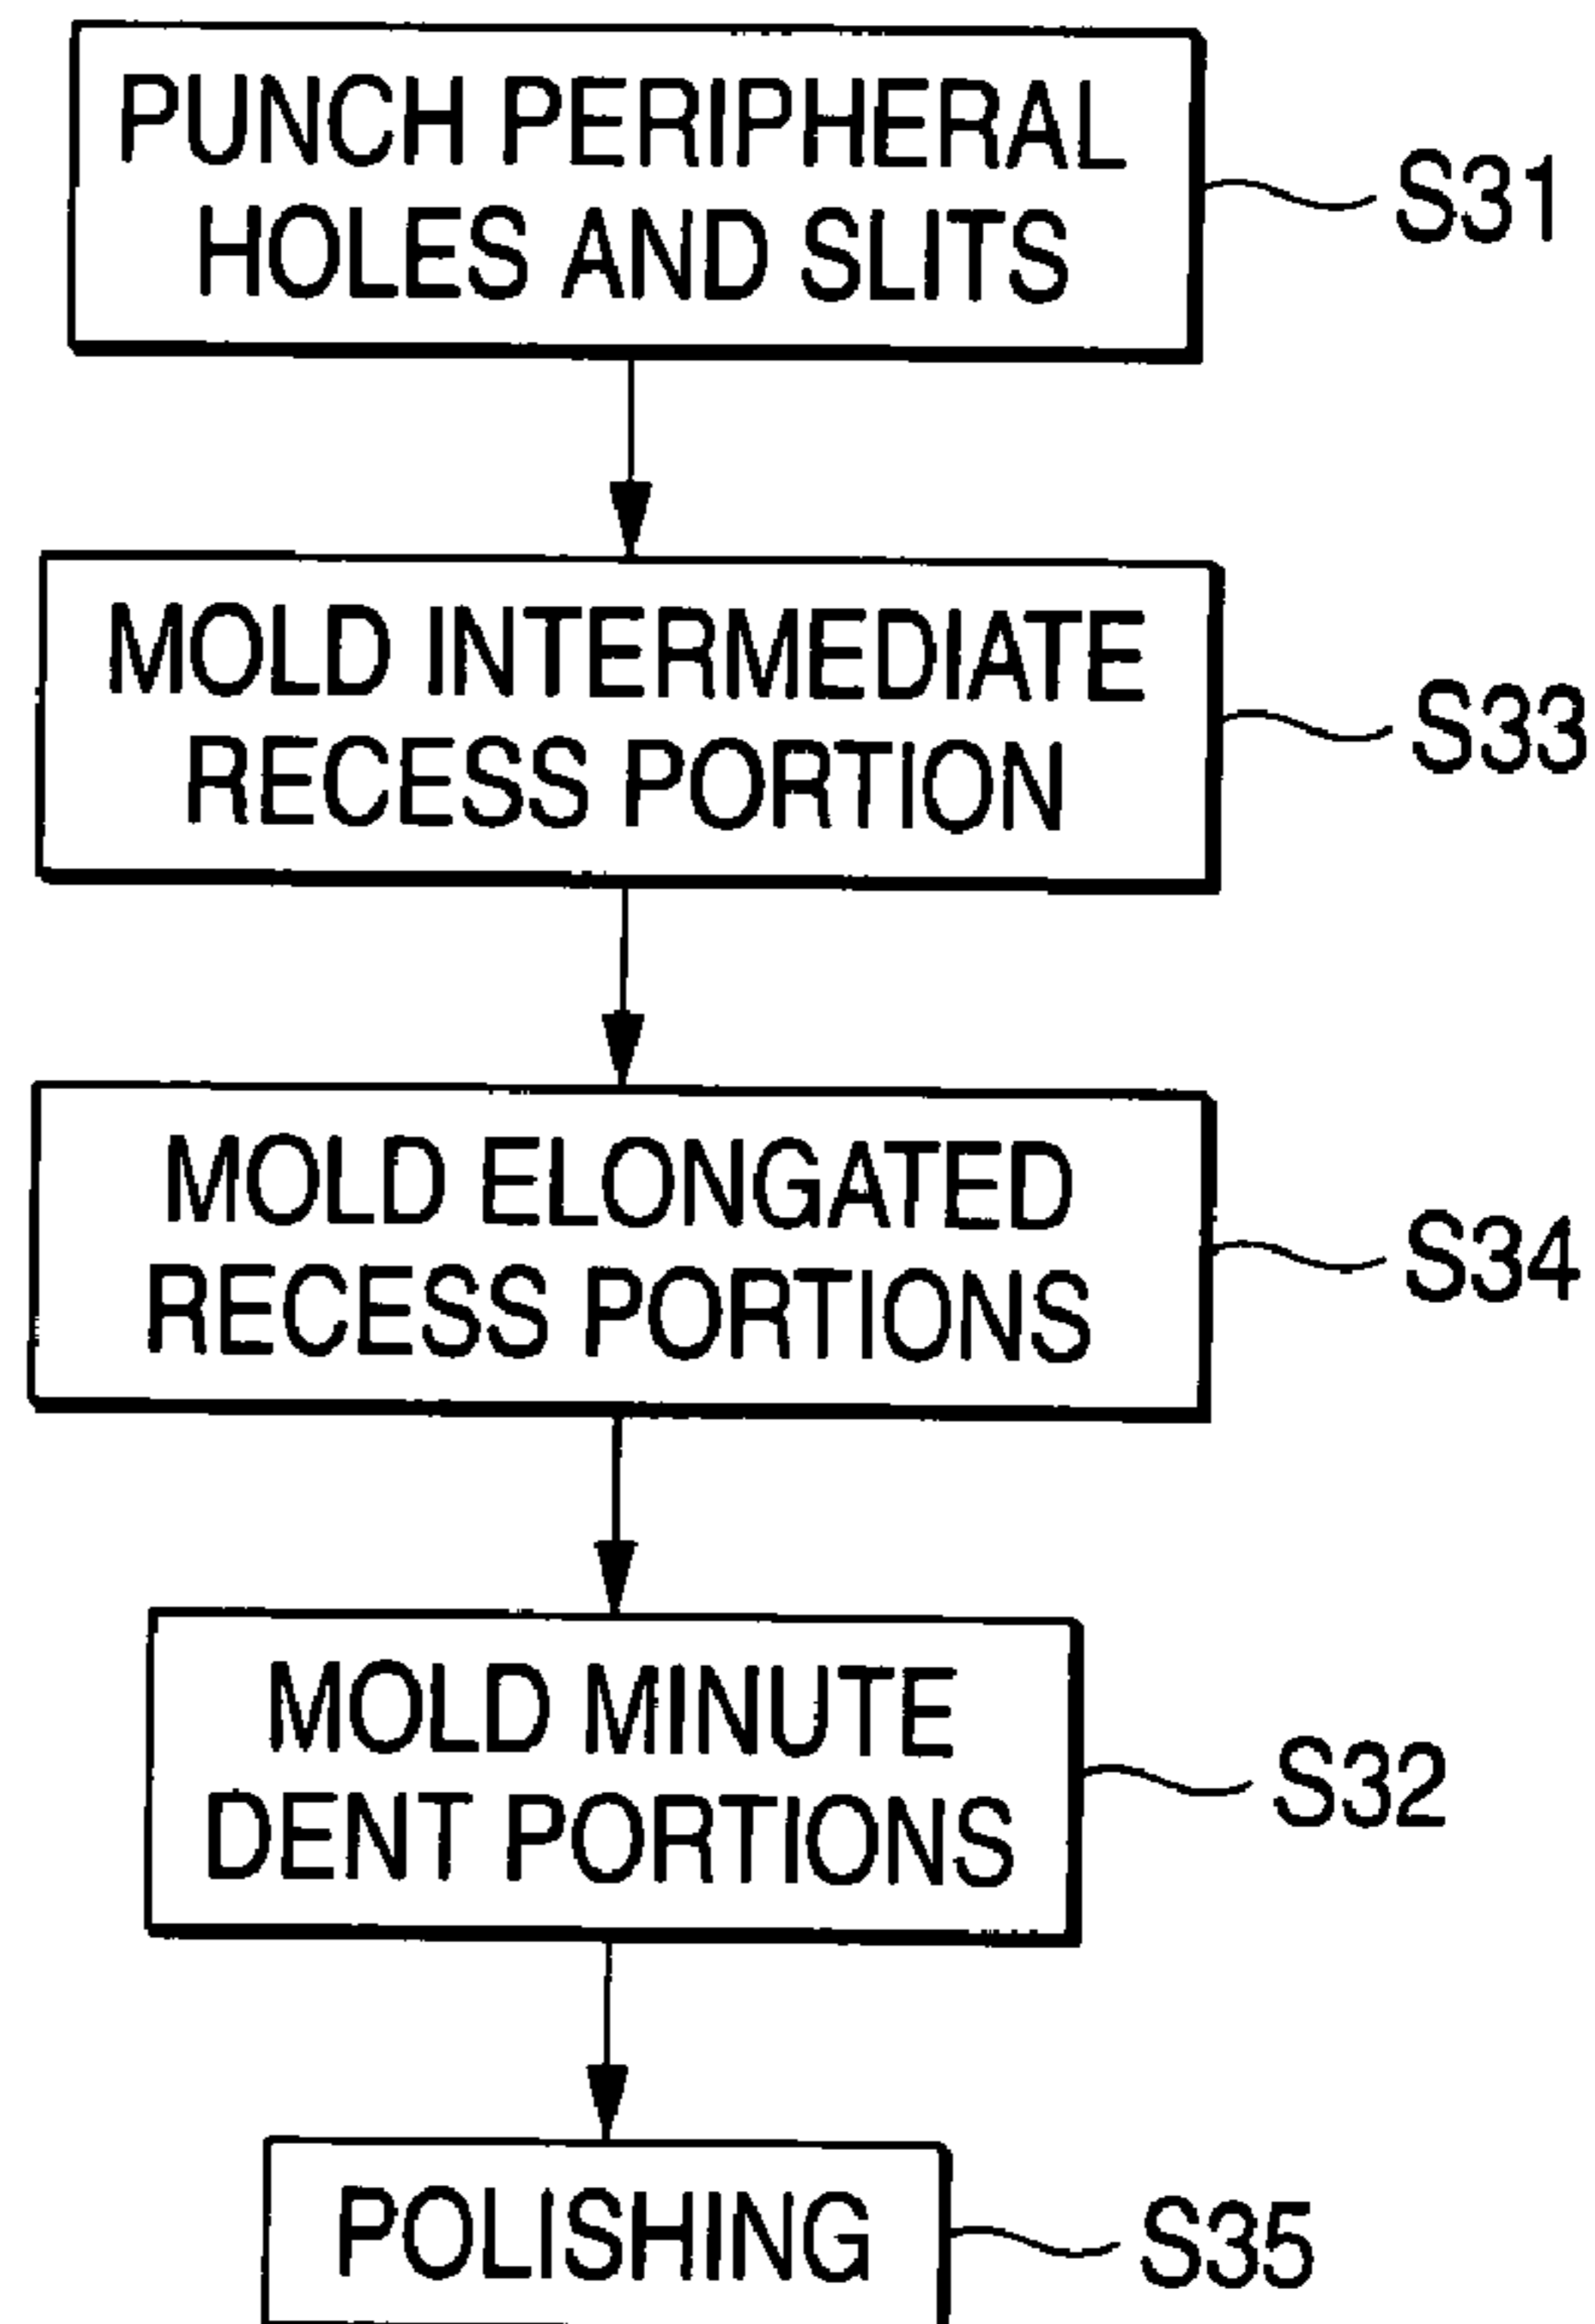 PUNCH PERIPHERAL
HOLES AND SLITS
S31
MOLD INTERMEDIATE
RECESS PORTION
S33
MOLD ELONGATED
RECESS PORTIONS
S34
MOLD MINUTE
DENT PORTIONS
S32
POLISHING
S35